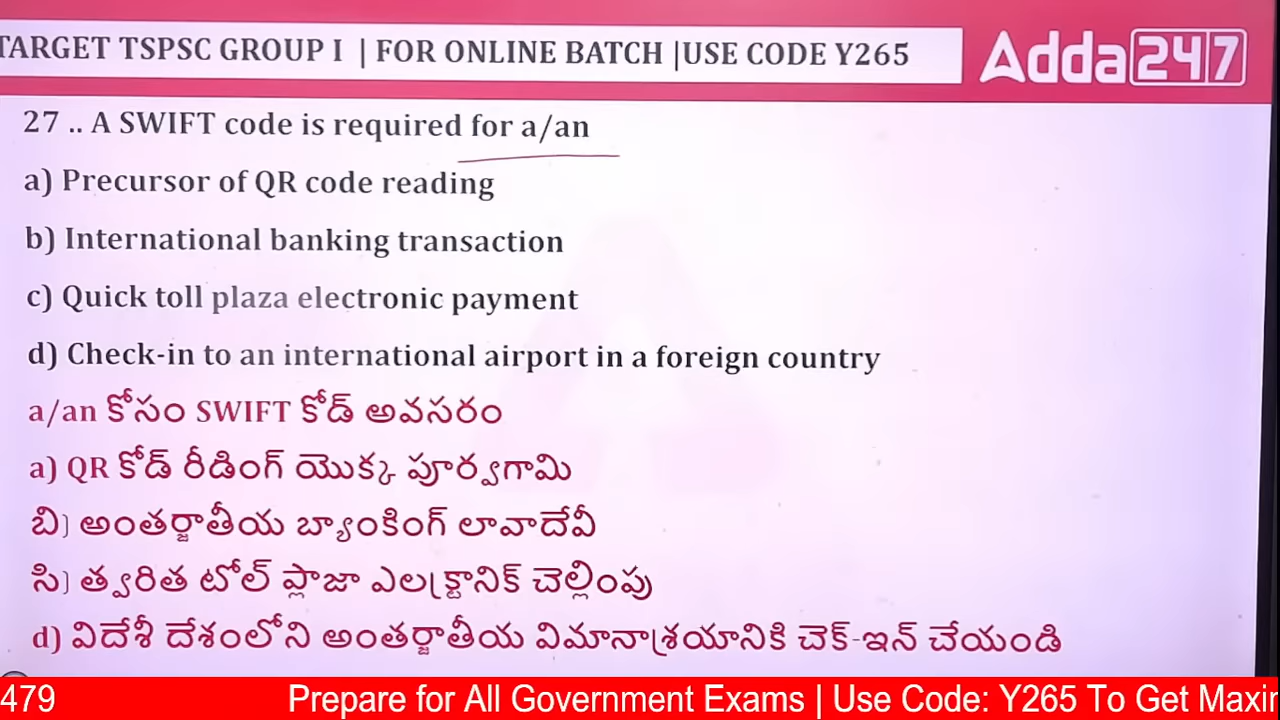 TARGET TSPSC GROUP I | FOR ONLINE BATCH |USE CODE Y265
Adda247
27 .. A SWIFT code is required for a/an
a) Precursor of QR code reading
b) International banking transaction
c) Quick toll plaza electronic payment
d) Check-in to an international airport in a foreign country
a/an కోసం SWIFT కోడ్ అవసరం
a) QR కోడ్ రీడింగ్ యొక్క పూర్వగామి
బి) అంతర్జాతీయ బ్యాంకింగ్ లావాదేవీ
సి) త్వరిత టోల్ ప్లాజా ఎలక్ట్రానిక్ చెల్లింపు
d) విదేశీ దేశంలోని అంతర్జాతీయ విమానాశ్రయానికి చెక్-ఇన్ చేయండి
479 Prepare for All Government Exams | Use Code: Y265 To Get